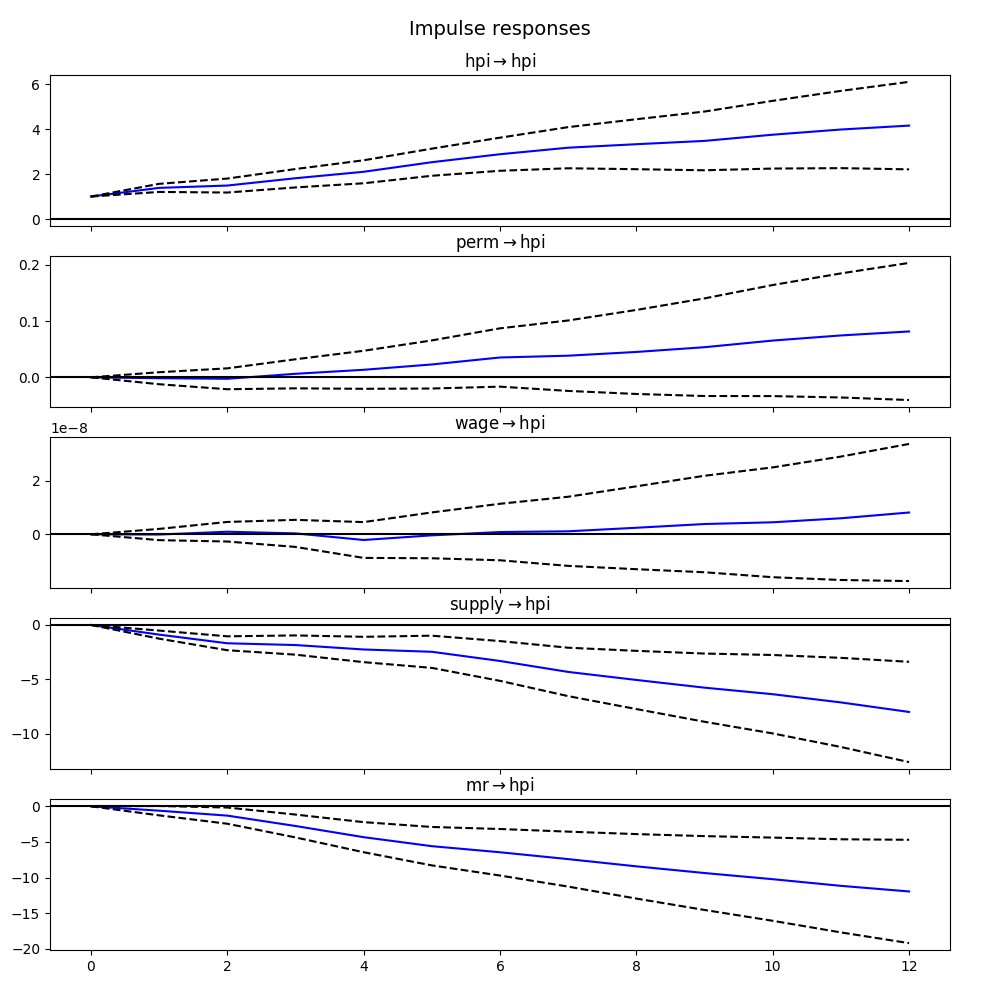 Impulse responses
hpi → hpi
6
4
2
0
perm → hpi
0.2
0.1
0.0
1e−8
wage → hpi
2
0
supply → hpi
0
−5
−10
mr → hpi
0
−5
−10
−15
−20
0 2 4 6 8 10 12